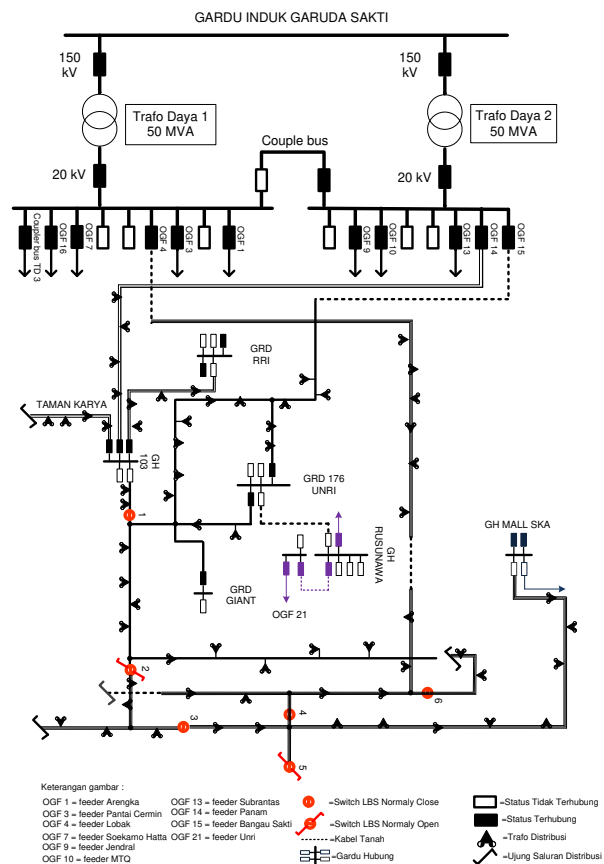 GARDU INDUK GARUDA SAKTI
150
kV
150
kV
Trafo Daya 1
50 MVA
Trafo Daya 2
50 MVA
Couple bus
20 kV
20 kV
Coupler bus TD 3
OGF 16
OGF 7
OGF 4
OGF 3
OGF 1
OGF 9
OGF 10
OGF 13
OGF 14
OGF 15
GRD
RRI
TAMAN KARYA
GH
103
1
GRD 176
UNRI
GH
RUSUNAWA
GH MALL SKA
GRD
GIANT
OGF 21
2
6
4
3
5
Keterangan gambar :
OGF 1 = feeder Arengka
OGF 3 = feeder Pantai Cermin
OGF 4 = feeder Lobak
OGF 7 = feeder Soekarno Hatta
OGF 9 = feeder Jendral
OGF 10 = feeder MTQ
OGF 13 = feeder Subrantas
OGF 14 = feeder Panam
OGF 15 = feeder Bangau Sakti
OGF 21 = feeder Unri
=Switch LBS Normaly Close
=Switch LBS Normaly Open
=Kabel Tanah
=Gardu Hubung
=Status Tidak Terhubung
=Status Terhubung
=Trafo Distribusi
=Ujung Saluran Distribusi